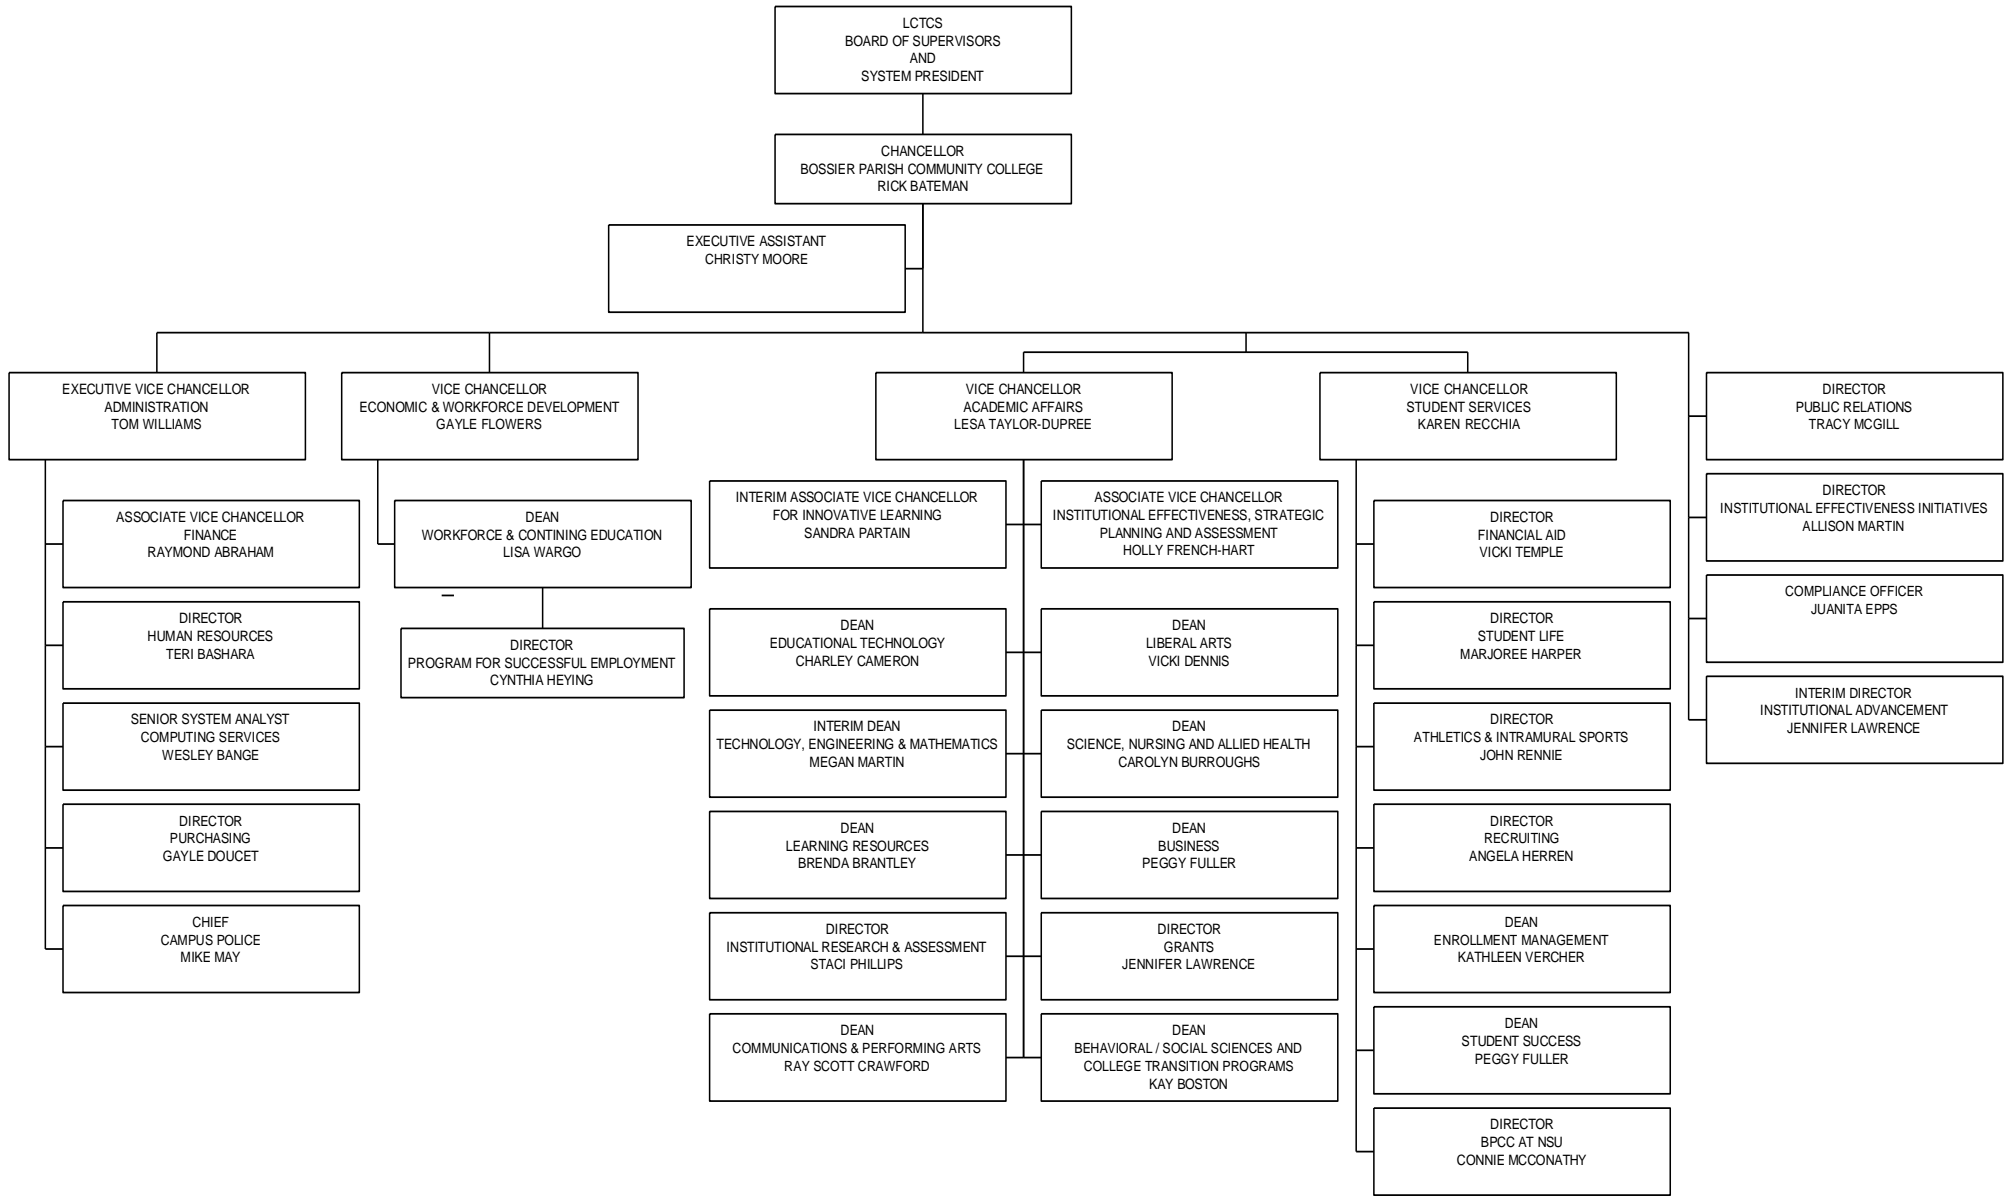 LCTCS
BOARD OF SUPERVISORS
AND
SYSTEM PRESIDENT
CHANCELLOR
BOSSIER PARISH COMMUNITY COLLEGE
RICK BATEMAN
EXECUTIVE ASSISTANT
CHRISTY MOORE
EXECUTIVE VICE CHANCELLOR
ADMINISTRATION
TOM WILLIAMS
ASSOCIATE VICE CHANCELLOR
FINANCE
RAYMOND ABRAHAM
DIRECTOR
HUMAN RESOURCES
TERI BASHARA
SENIOR SYSTEM ANALYST
COMPUTING SERVICES
WESLEY BANGE
DIRECTOR
PURCHASING
GAYLE DOUCET
CHIEF
CAMPUS POLICE
MIKE MAY
VICE CHANCELLOR
ECONOMIC & WORKFORCE DEVELOPMENT
GAYLE FLOWERS
DEAN
WORKFORCE & CONTINING EDUCATION
LISA WARGO
DIRECTOR
PROGRAM FOR SUCCESSFUL EMPLOYMENT
CYNTHIA HEYING
VICE CHANCELLOR
ACADEMIC AFFAIRS
LESA TAYLOR-DUPREE
INTERIM ASSOCIATE VICE CHANCELLOR
FOR INNOVATIVE LEARNING
SANDRA PARTAIN
ASSOCIATE VICE CHANCELLOR
INSTITUTIONAL EFFECTIVENESS, STRATEGIC
PLANNING AND ASSESSMENT
HOLLY FRENCH-HART
DEAN
EDUCATIONAL TECHNOLOGY
CHARLEY CAMERON
DEAN
LIBERAL ARTS
VICKI DENNIS
INTERIM DEAN
TECHNOLOGY, ENGINEERING & MATHEMATICS
MEGAN MARTIN
DEAN
SCIENCE, NURSING AND ALLIED HEALTH
CAROLYN BURROUGHS
DEAN
LEARNING RESOURCES
BRENDA BRANTLEY
DEAN
BUSINESS
PEGGY FULLER
DIRECTOR
INSTITUTIONAL RESEARCH & ASSESSMENT
STACI PHILLIPS
DIRECTOR
GRANTS
JENNIFER LAWRENCE
DEAN
COMMUNICATIONS & PERFORMING ARTS
RAY SCOTT CRAWFORD
DEAN
BEHAVIORAL / SOCIAL SCIENCES AND
COLLEGE TRANSITION PROGRAMS
KAY BOSTON
VICE CHANCELLOR
STUDENT SERVICES
KAREN RECCHIA
DIRECTOR
FINANCIAL AID
VICKI TEMPLE
DIRECTOR
STUDENT LIFE
MARJOREE HARPER
DIRECTOR
ATHLETICS & INTRAMURAL SPORTS
JOHN RENNIE
DIRECTOR
RECRUITING
ANGELA HERREN
DEAN
ENROLLMENT MANAGEMENT
KATHLEEN VERCHER
DEAN
STUDENT SUCCESS
PEGGY FULLER
DIRECTOR
BPCC AT NSU
CONNIE MCCONATHY
DIRECTOR
PUBLIC RELATIONS
TRACY MCGILL
DIRECTOR
INSTITUTIONAL EFFECTIVENESS INITIATIVES
ALLISON MARTIN
COMPLIANCE OFFICER
JUANITA EPPS
INTERIM DIRECTOR
INSTITUTIONAL ADVANCEMENT
JENNIFER LAWRENCE